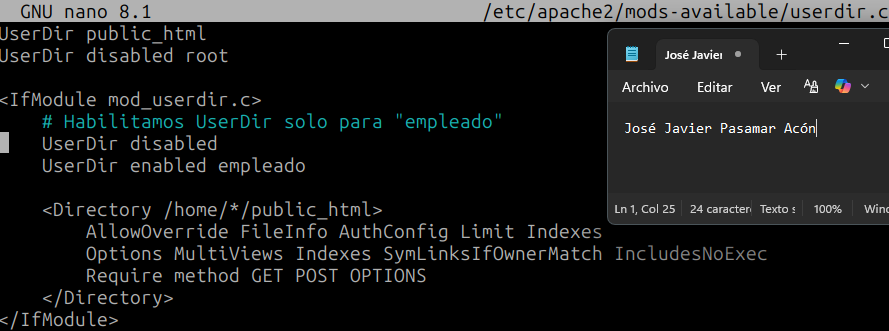 GNU nano 8.1 /etc/apache2/mods-available/userdir.c
UserDir public_html
UserDir disabled root
<IfModule mod_userdir.c>
# Habilitamos UserDir solo para "empleado"
UserDir disabled
UserDir enabled empleado
<Directory /home/*/public_html>
AllowOverride FileInfo AuthConfig Limit Indexes
Options MultiViews Indexes SymLinksIfOwnerMatch IncludesNoExec
Require method GET POST OPTIONS
</Directory>
</IfModule>
José Javier
Archivo Editar Ver
José Javier Pasamar Acón
Ln 1, Col 25 24 caracter Texto s 100% Wind